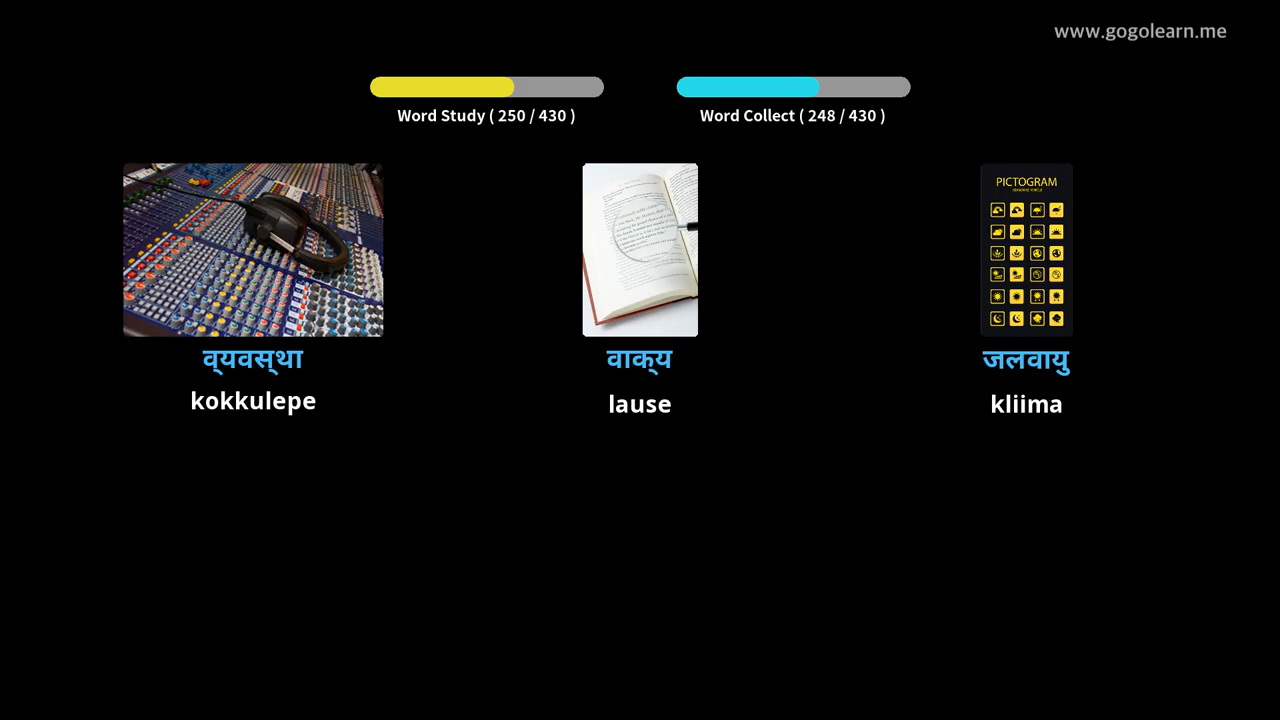 www.gogolearn.me
Word Study ( 250 / 430 )
Word Collect ( 248 / 430 )
PICTOGRAM
व्यवस्था
वाक्य
जलवायु
kokkulepe
lause
kliima